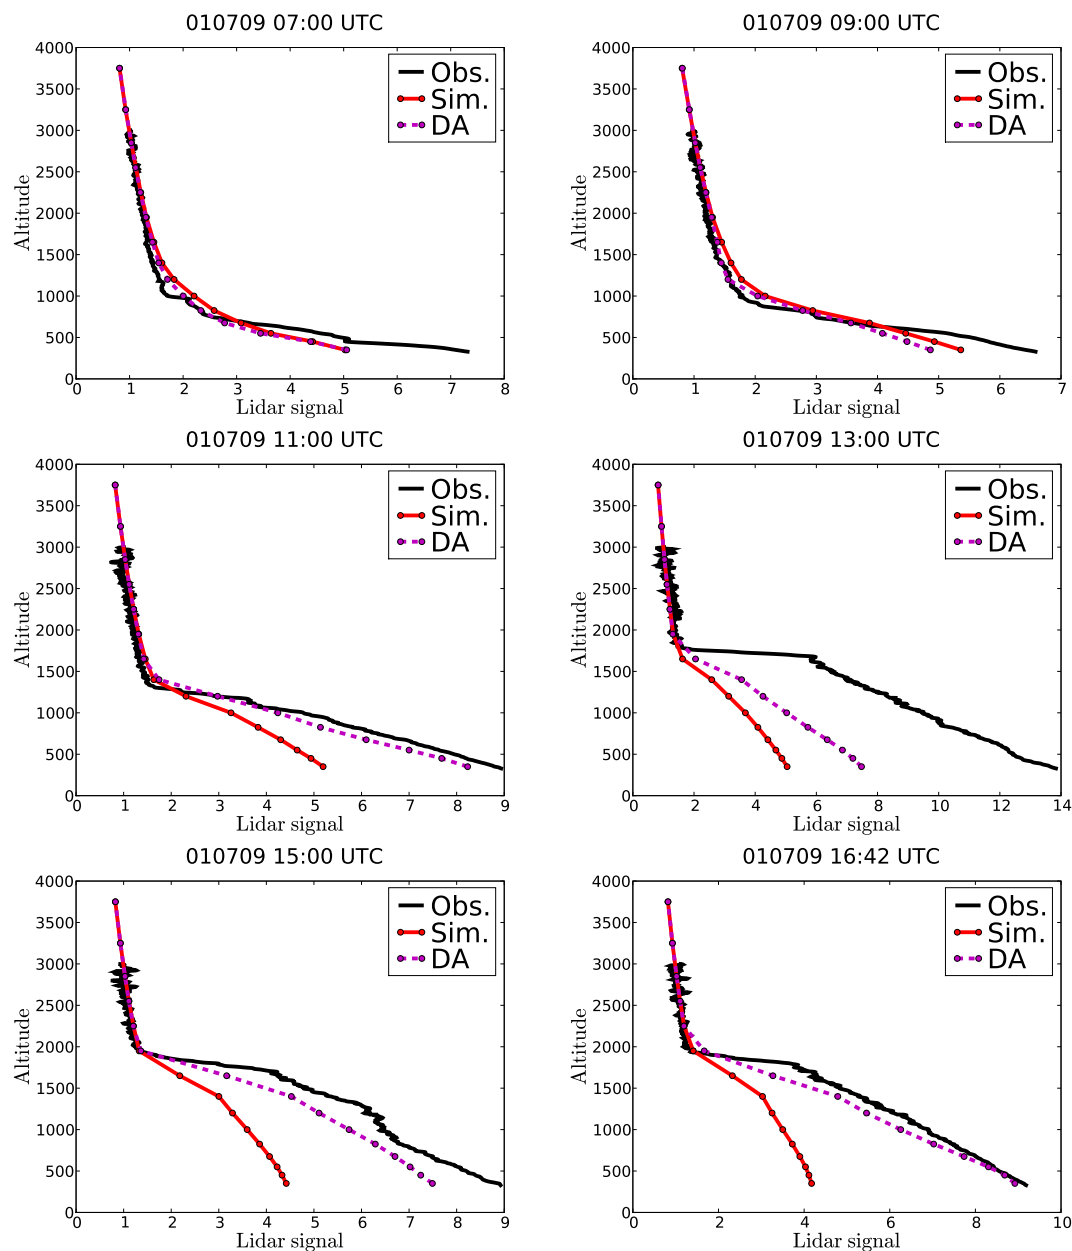 010709 07:00 UTC
4000
3500
3000
2500
2000
1500
1000
500
0
Altitude
Obs.
Sim.
DA
0 1 2 3 4 5 6 7 8
Lidar signal
010709 09:00 UTC
4000
3500
3000
2500
2000
1500
1000
500
0
Altitude
Obs.
Sim.
DA
0 1 2 3 4 5 6 7
Lidar signal
010709 11:00 UTC
4000
3500
3000
2500
2000
1500
1000
500
0
Altitude
Obs.
Sim.
DA
0 1 2 3 4 5 6 7 8 9
Lidar signal
010709 13:00 UTC
4000
3500
3000
2500
2000
1500
1000
500
0
Altitude
Obs.
Sim.
DA
0 2 4 6 8 10 12 14
Lidar signal
010709 15:00 UTC
4000
3500
3000
2500
2000
1500
1000
500
0
Altitude
Obs.
Sim.
DA
0 1 2 3 4 5 6 7 8 9
Lidar signal
010709 16:42 UTC
4000
3500
3000
2500
2000
1500
1000
500
0
Altitude
Obs.
Sim.
DA
0 2 4 6 8 10
Lidar signal